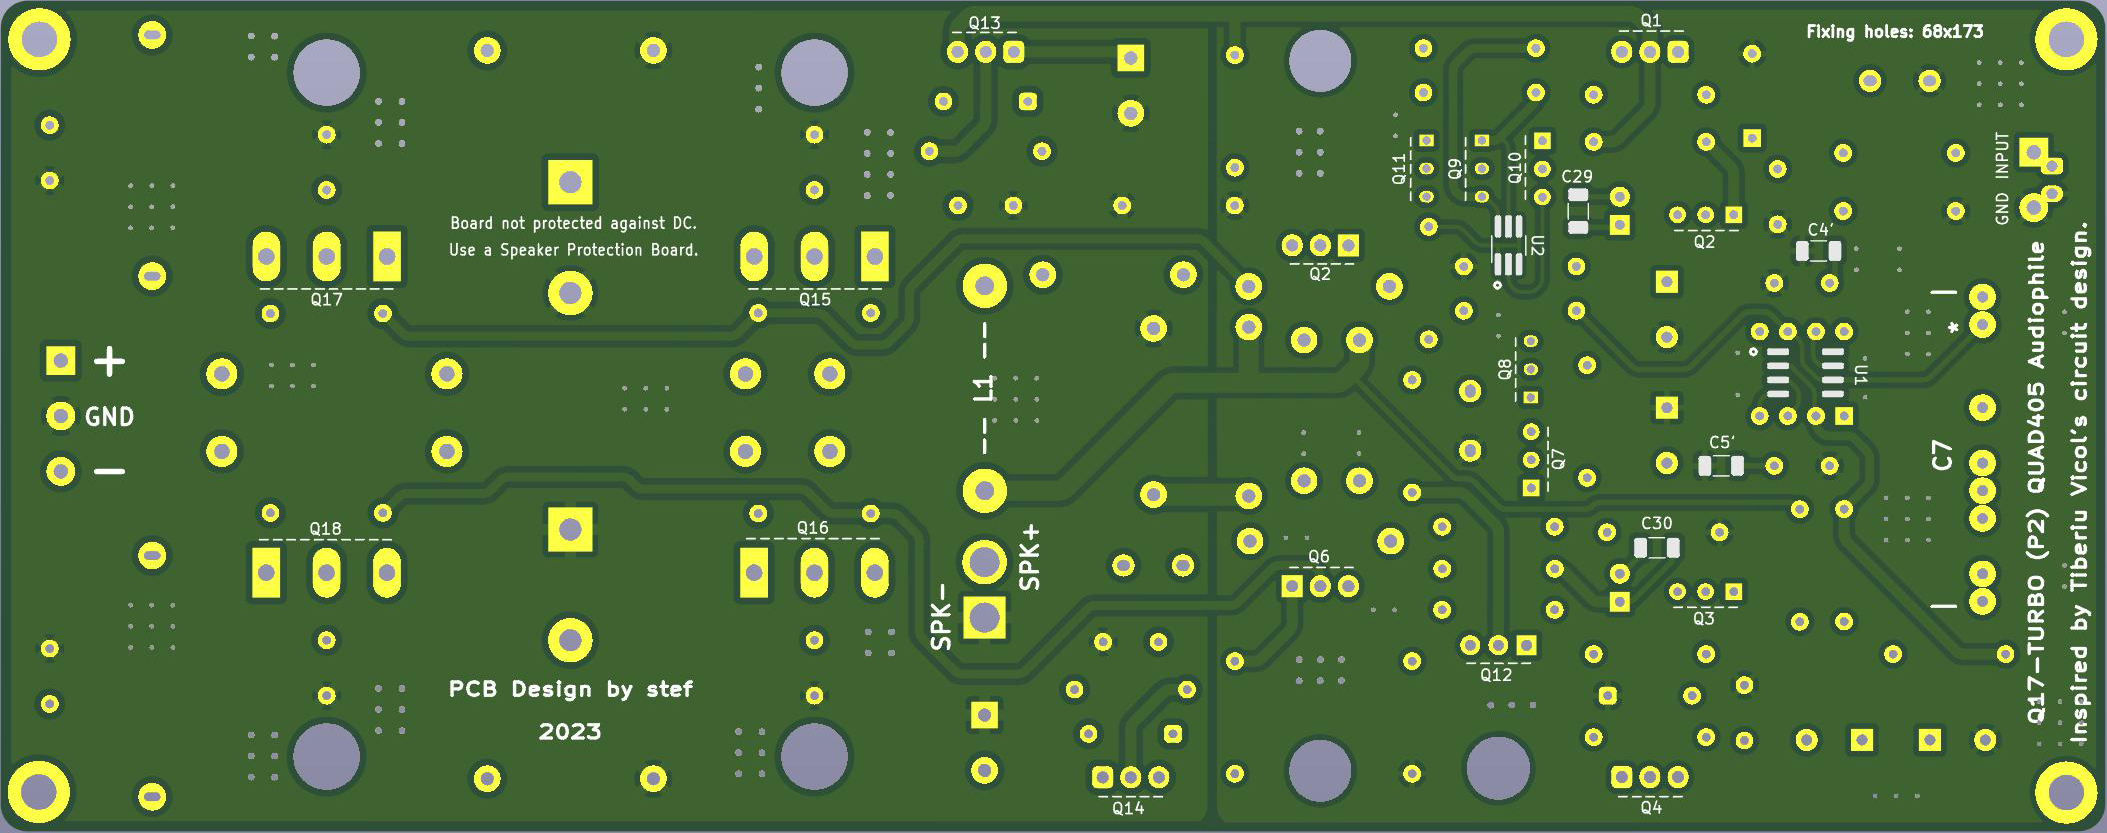 Q13
Q1
Fixing holes: 68x173
Q11
Q9
Q10
C29
GND INPUT
Board not protected against DC.
Use a Speaker Protection Board.
Q2
C4'
U2
Q2
Q17
Q15
*
Q8
U1
+
GND
−
L1
Q7
C5'
C7
Q18
Q16
C30
SPK+
SPK-
Q6
Q3
Q12
PCB Design by stef
2023
Q14
Q4
Q17-TURBO (P2) QUAD405 Audiophile
Inspired by Tiberiu Vicol's circuit design.